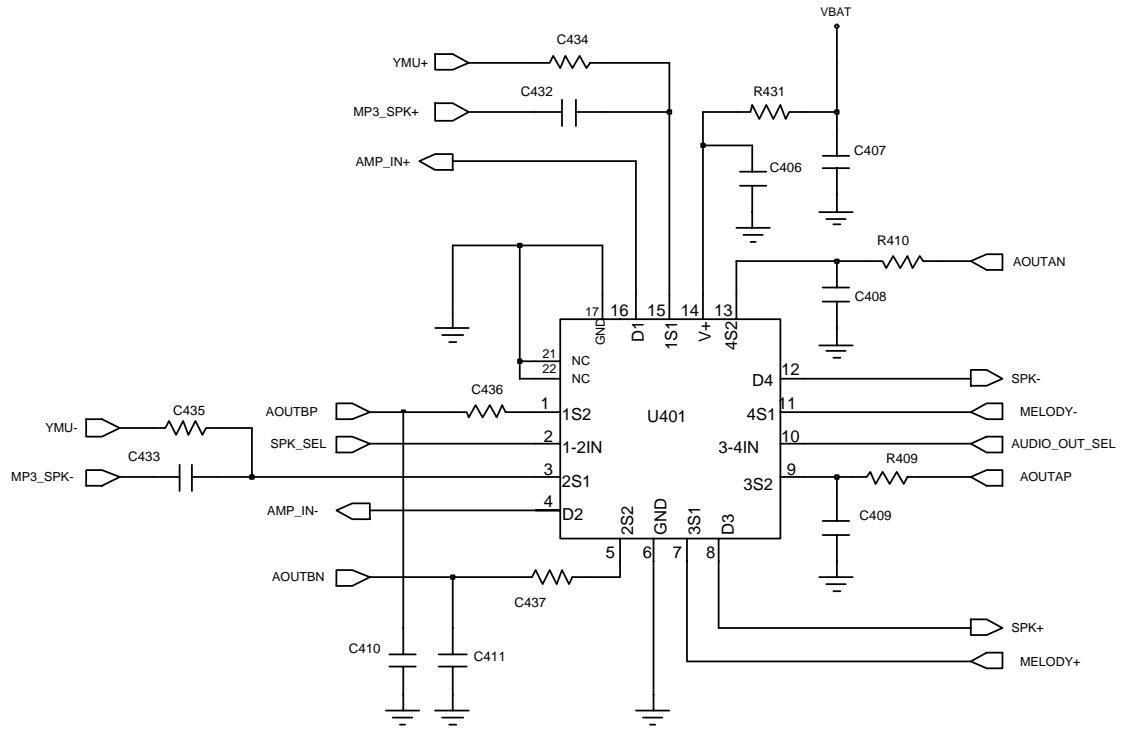 VBAT
C434
YMU+
C432
R431
MP3_SPK+
C407
AMP_IN+
C406
R410
AOUTAN
C408
17 16 15 14 13
GND D1 1S1 V+ 4S2
21 NC
22 NC
12
D4
SPK-
C436
C435
AOUTBP
1
1S2
U401
4S1
11
MELODY-
YMU-
SPK_SEL
2
1-2IN
3-4IN
10
AUDIO_OUT_SEL
C433
R409
MP3_SPK-
3
2S1
3S2
9
AOUTAP
AMP_IN-
4
D2
2S2 GND 3S1 D3
C409
5 6 7 8
AOUTBN
C437
SPK+
C410
C411
MELODY+